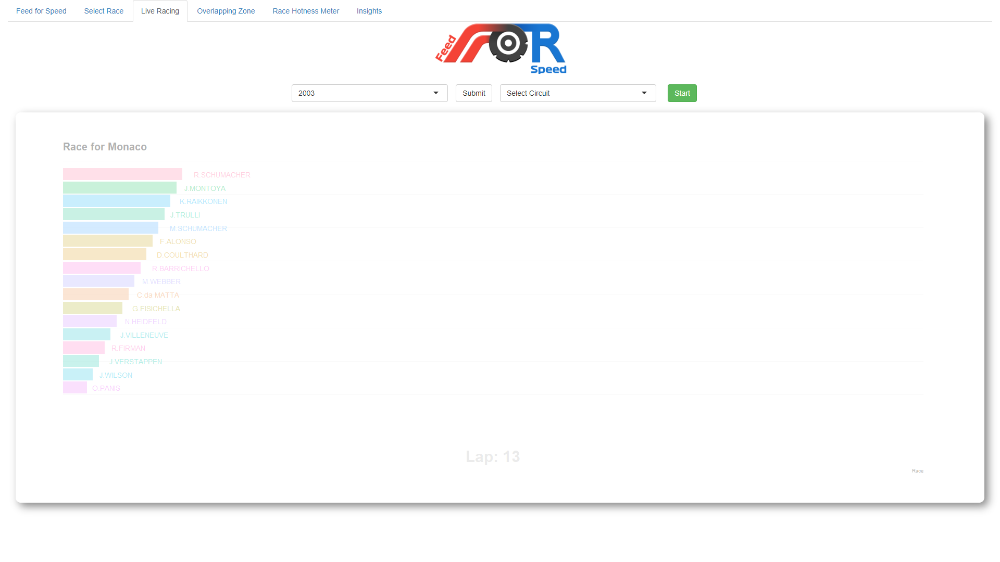 Feed for Speed Select Race Live Racing Overlapping Zone Race Hotness Meter Insights
Feed FOR Speed
2003 Submit Select Circuit Start
Race for Monaco
R.SCHUMACHER
J.MONTOYA
K.RAIKKONEN
J.TRULLI
M.SCHUMACHER
F.ALONSO
D.COULTHARD
R.BARRICHELLO
M.WEBBER
C.da MATTA
G.FISICHELLA
N.HEIDFELD
J.VILLENEUVE
R.FIRMAN
J.VERSTAPPEN
J.WILSON
O.PANIS
Lap: 13
Race